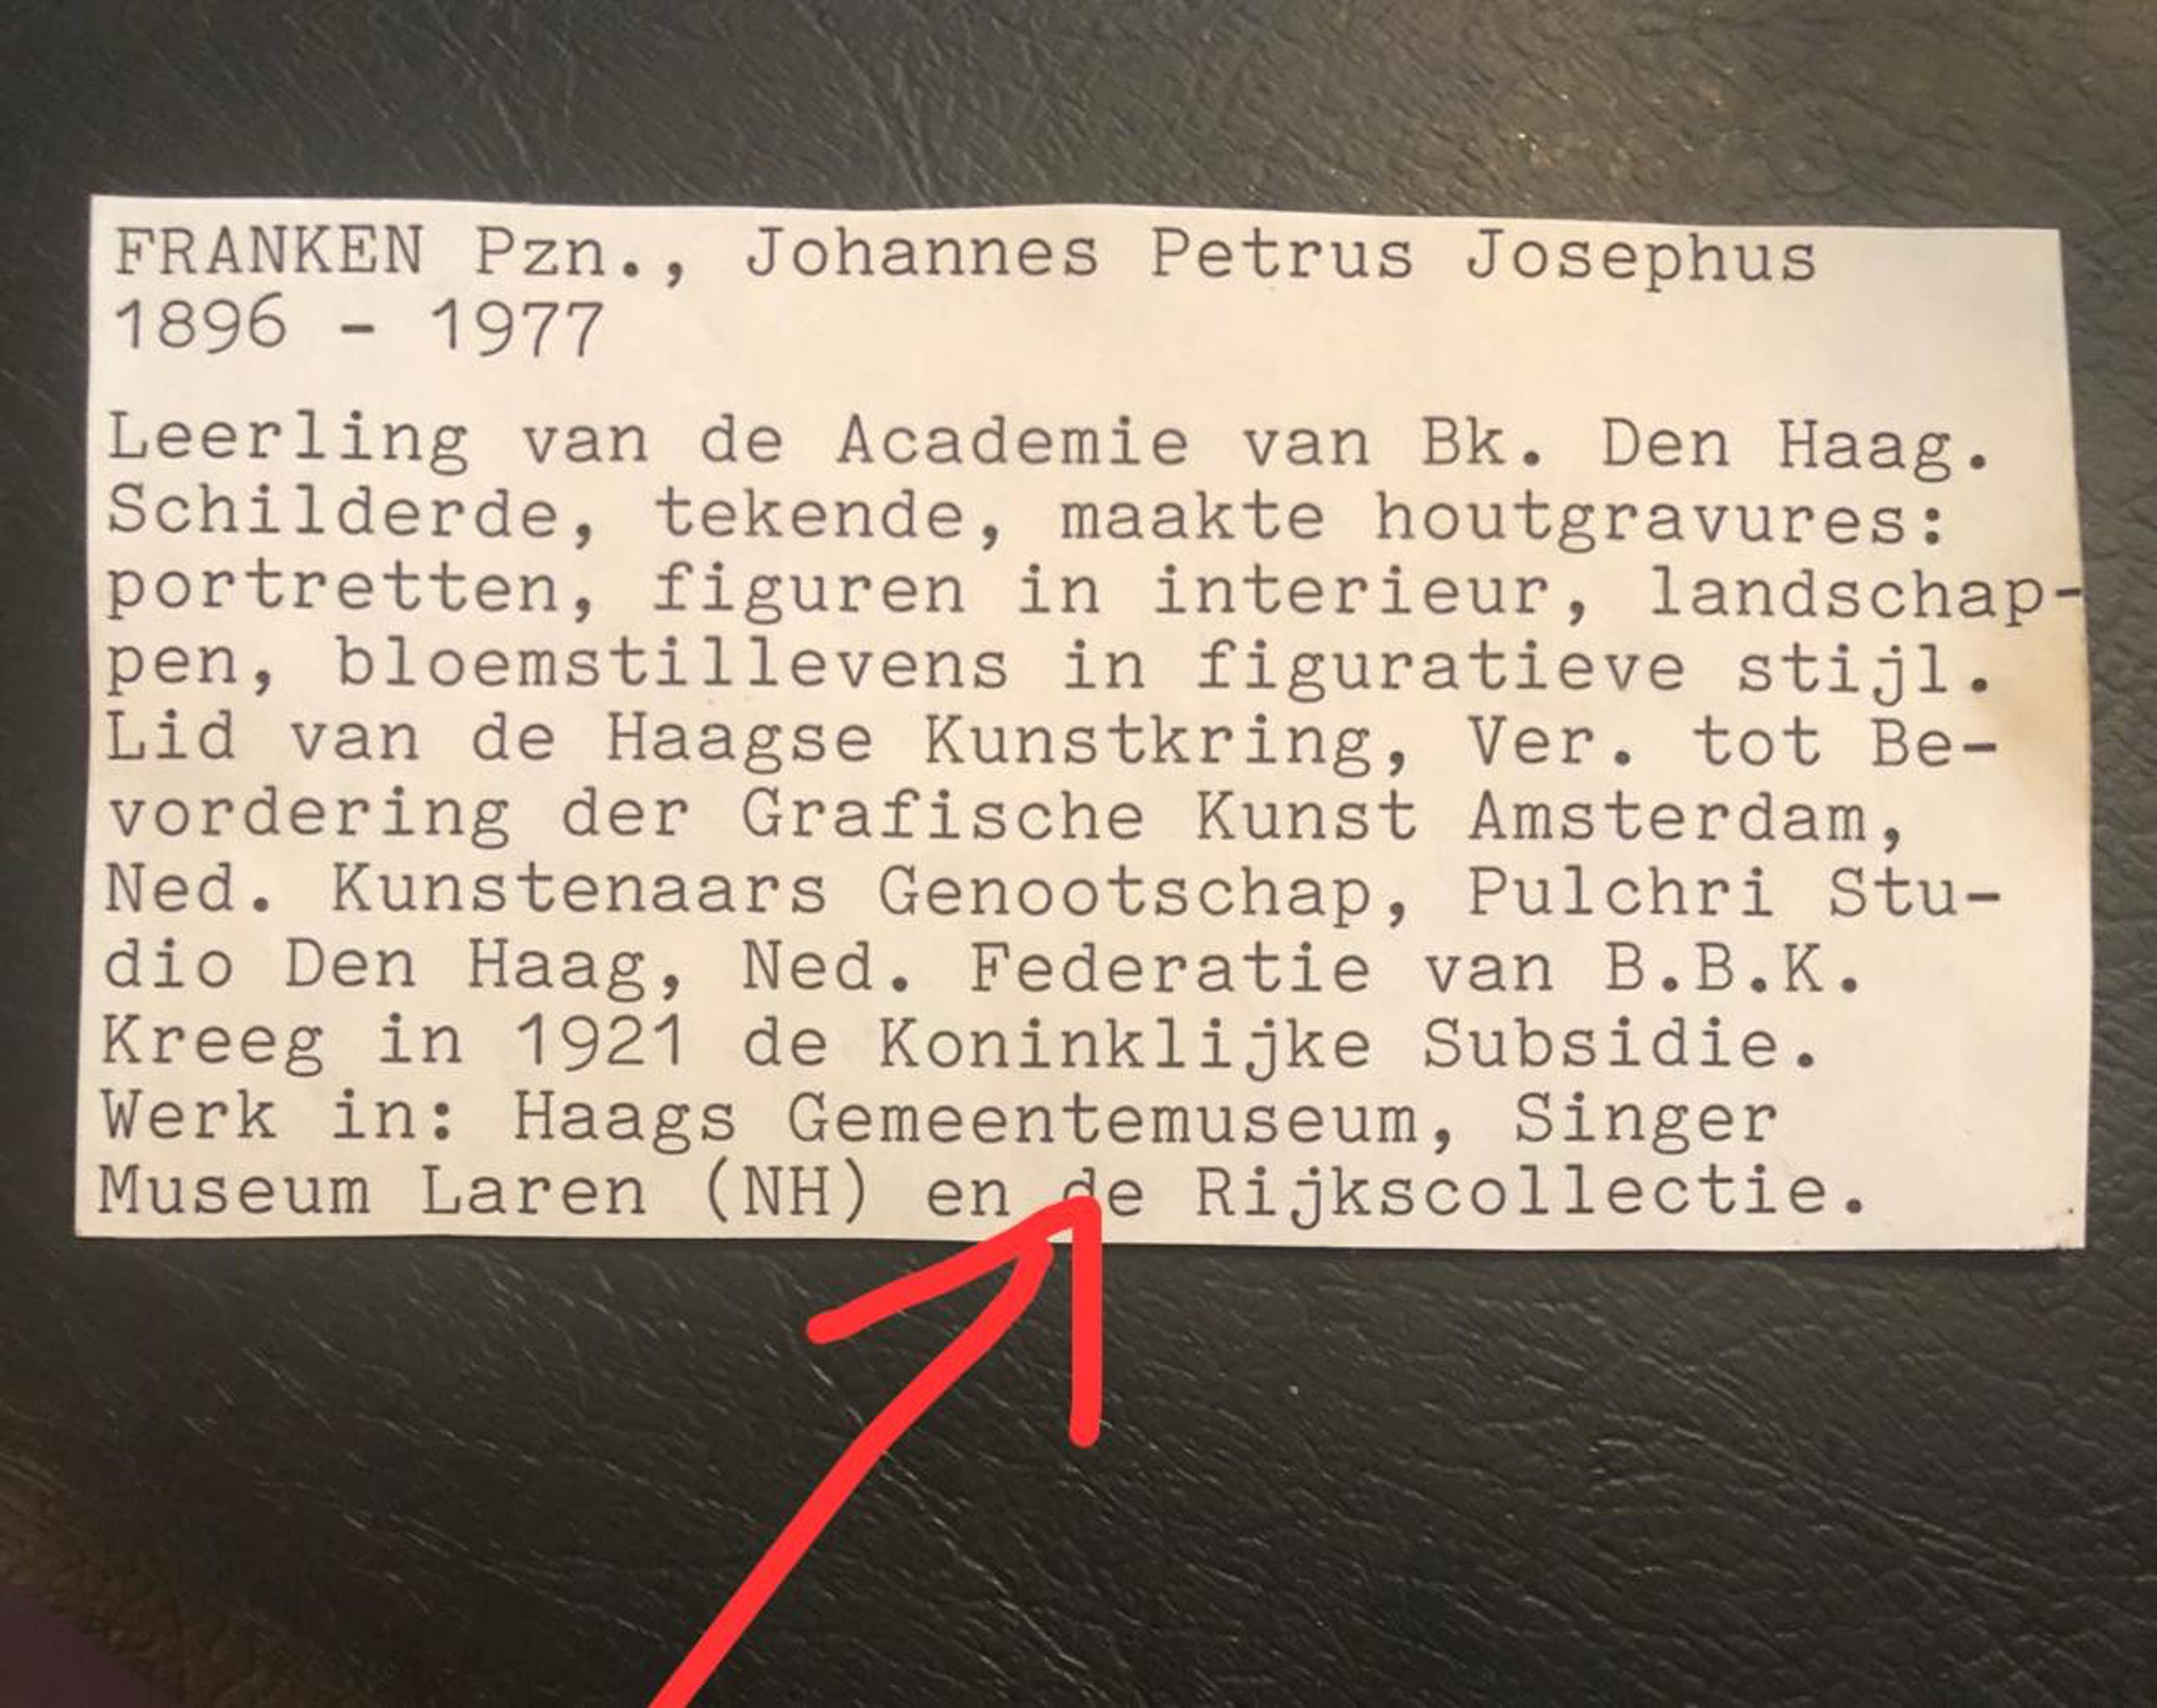 FRANKEN Pzn., Johannes Petrus Josephus
1896 - 1977
Leerling van de Academie van Bk. Den Haag.
Schilderde, tekende, maakte houtgravures:
portretten, figuren in interieur, landschap-
pen, bloemstillevens in figuratieve stijl.
Lid van de Haagse Kunstkring, Ver. tot Be-
vordering der Grafische Kunst Amsterdam,
Ned. Kunstenaars Genootschap, Pulchri Stu-
dio Den Haag, Ned. Federatie van B.B.K.
Kreeg in 1921 de Koninklijke Subsidie.
Werk in: Haags Gemeentemuseum, Singer
Museum Laren (NH) en de Rijkscollectie.